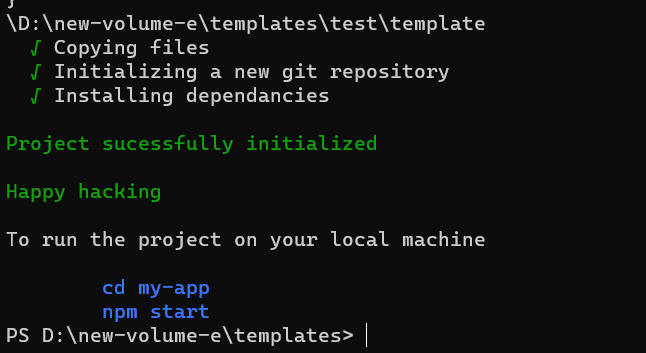 }
\D:\new-volume-e\templates\test\template
√ Copying files
√ Initializing a new git repository
√ Installing dependancies
Project sucessfully initialized
Happy hacking
To run the project on your local machine
cd my-app
npm start
PS D:\new-volume-e\templates>